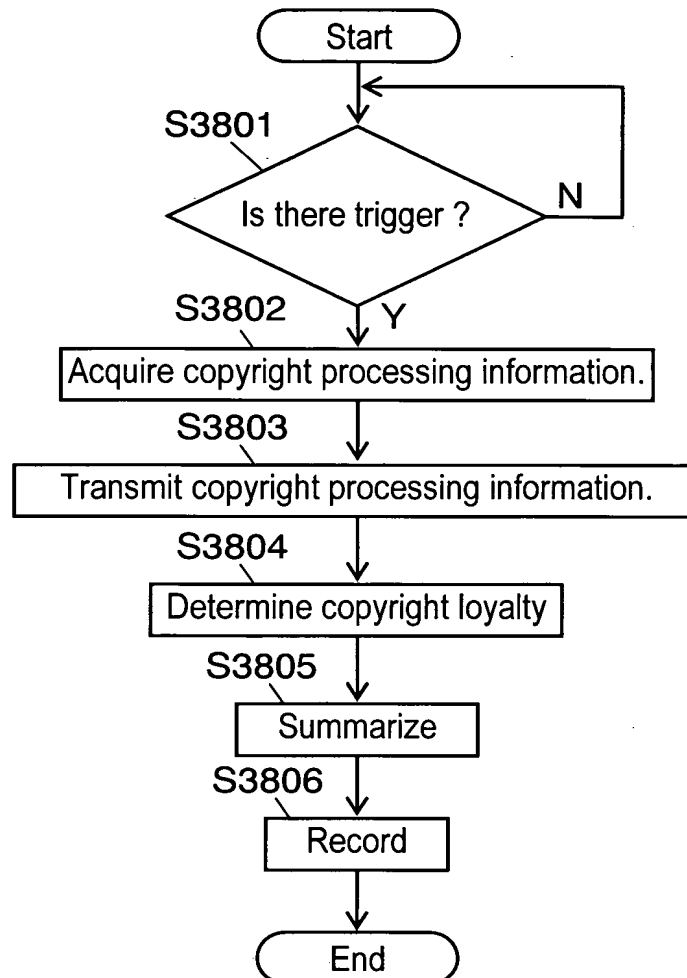 Start
S3801
Is there trigger ?
N
Y
S3802
Acquire copyright processing information.
S3803
Transmit copyright processing information.
S3804
Determine copyright loyalty
S3805
Summarize
S3806
Record
End